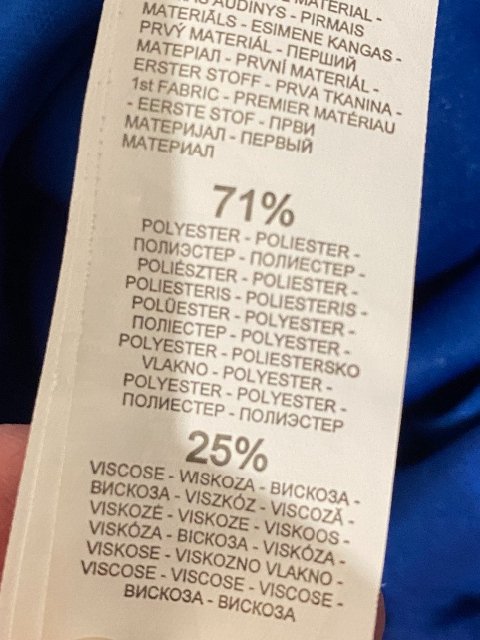 AUDINYS - PIRMAIS
MATERIAL -
MATERIĀLS - ESIMENE KANGAS -
PRVÝ MATERIÁL - ПЕРШИЙ
МАТЕРІАЛ - PRVNÍ MATERIÁL -
ERSTER STOFF - PRVA TKANINA -
1st FABRIC - PREMIER MATÉRIAU
- EERSTE STOF - ПРВИ
МАТЕРИЈАЛ - ПЕРВЫЙ
МАТЕРИАЛ
71%
POLYESTER - POLIESTER -
ПОЛИЭСТЕР - ПОЛИЕСТЕР -
POLIÉSZTER - POLIESTER -
POLIESTERIS - POLIESTERIS -
POLÜESTER - POLYESTER -
ПОЛІЕСТЕР - POLYESTER -
POLYESTER - POLIESTERSKO
VLAKNO - POLYESTER -
POLYESTER - POLYESTER -
ПОЛИЕСТЕР - ПОЛИЭСТЕР
25%
VISCOSE - WISKOZA - ВИСКОЗА -
ВИСКОЗА - VISZKÓZ - VISCOZĂ -
VISKOZĖ - VISKOZE - VISKOOS -
VISKÓZA - ВІСКОЗА - VISKÓZA -
VISKOSE - VISKOZNO VLAKNO -
VISCOSE - VISCOSE - VISCOSE -
ВИСКОЗА - ВИСКОЗА